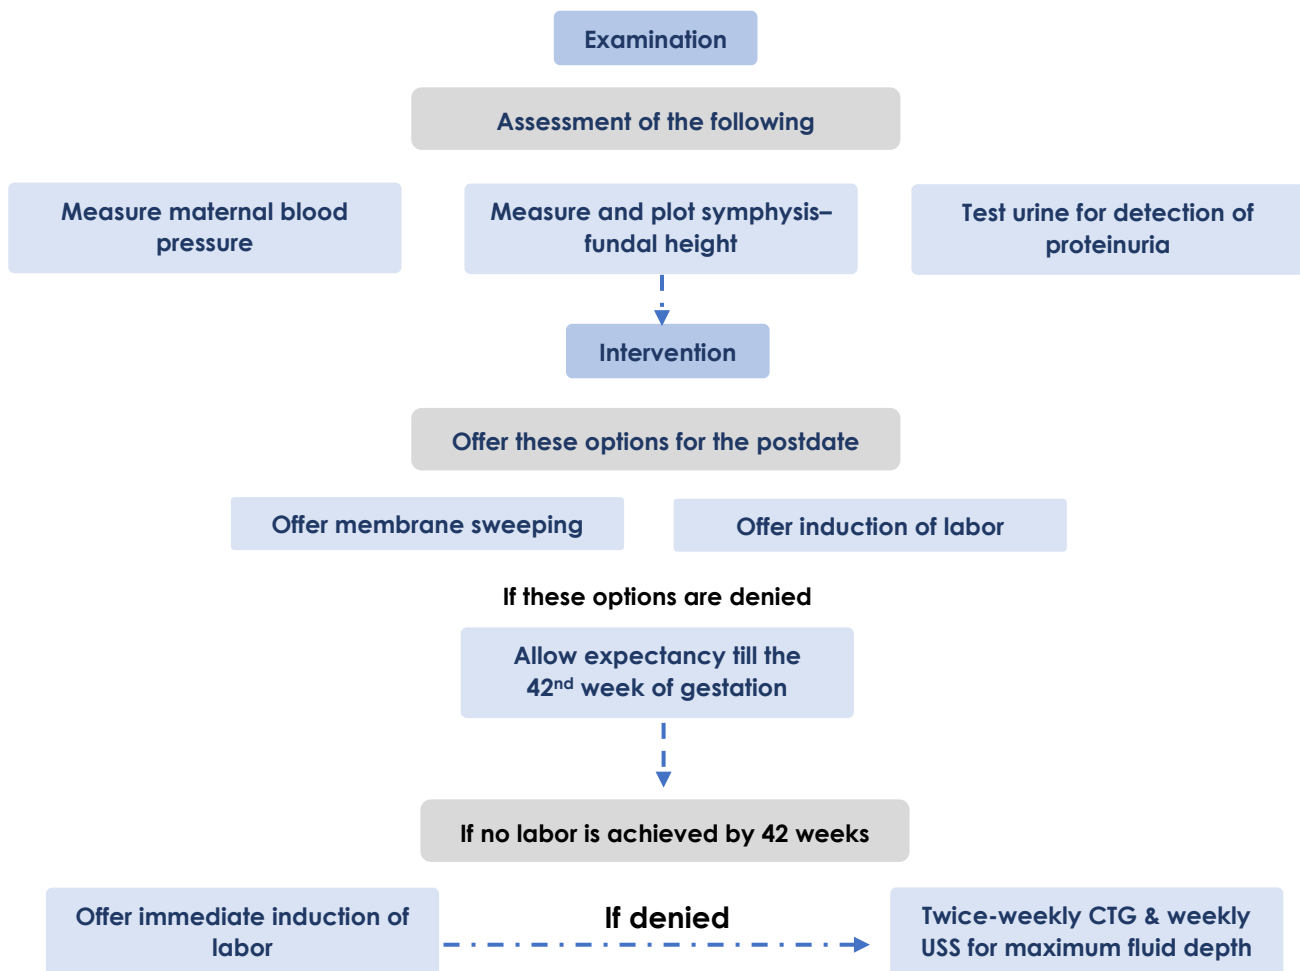 Examination
Assessment of the following
Measure maternal blood
pressure
Measure and plot symphysis–
fundal height
Test urine for detection of
proteinuria
Intervention
Offer these options for the postdate
Offer membrane sweeping
Offer induction of labor
If these options are denied
Allow expectancy till the
42nd week of gestation
If no labor is achieved by 42 weeks
Offer immediate induction of
labor
If denied
Twice-weekly CTG & weekly
USS for maximum fluid depth